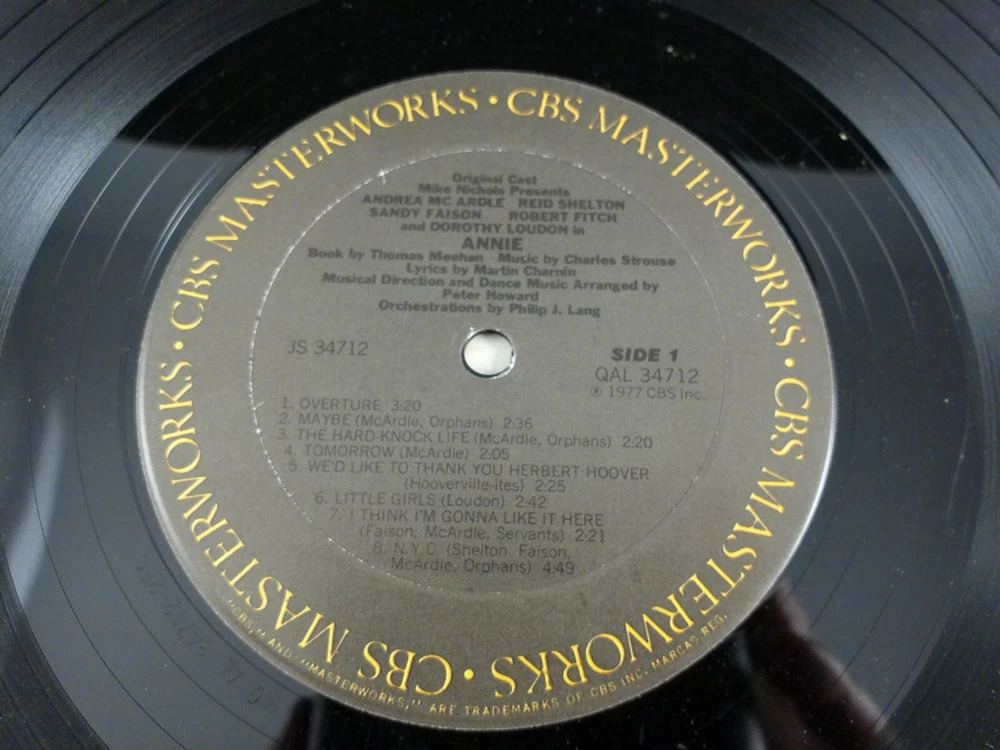 CBS MASTERWORKS • CBS MASTERWORKS • CBS MASTERWORKS • CBS MASTERWORKS • CBS MASTERWORKS •
Original Cast
Mike Nichols Presents
ANDREA MC ARDLE REID SHELTON
SANDY FAISON ROBERT FITCH
and DOROTHY LOUDON in
ANNIE
Book by Thomas Meehan Music by Charles Strouse
Lyrics by Martin Charnin
Musical Direction and Dance Music Arranged by
Peter Howard
Orchestrations by Philip J. Lang
JS 34712
SIDE 1
QAL 34712
℗ 1977 CBS Inc.
1. OVERTURE 3:20
2. MAYBE (McArdle, Orphans) 2:36
3. THE HARD-KNOCK LIFE (McArdle, Orphans) 2:20
4. TOMORROW (McArdle) 2:05
5. WE'D LIKE TO THANK YOU HERBERT HOOVER
(Hooverville-ites) 2:25
6. LITTLE GIRLS (Loudon) 2:42
7. I THINK I'M GONNA LIKE IT HERE
(Faison, McArdle, Servants) 2:21
8. N.Y.C. (Shelton, Faison,
McArdle, Orphans) 4:49
"CBS," AND "MASTERWORKS," ARE TRADEMARKS OF CBS INC. MARCAS REG.